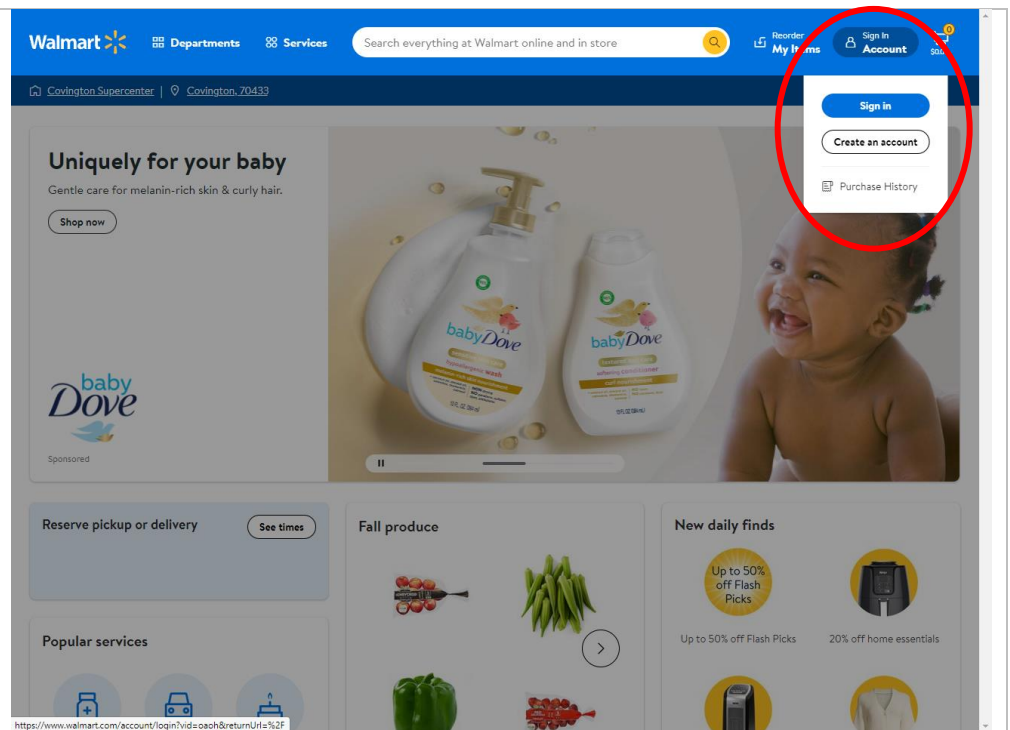 Walmart
Departments
Services
Search everything at Walmart online and in store
Reorder
My Items
Sign In
Account
0
Covington Supercenter | Covington, 70433
Sign in
Create an account
Purchase History
Uniquely for your baby
Gentle care for melanin-rich skin & curly hair.
Shop now
baby
Dove
Sponsored
baby Dove
hypoallergenic wash
baby Dove
Reserve pickup or delivery
See times
Popular services
Fall produce
New daily finds
Up to 50%
off Flash
Picks
Up to 50% off Flash Picks
20% off home essentials
https://www.walmart.com/account/login?vid=oaoh&returnUrl=%2F